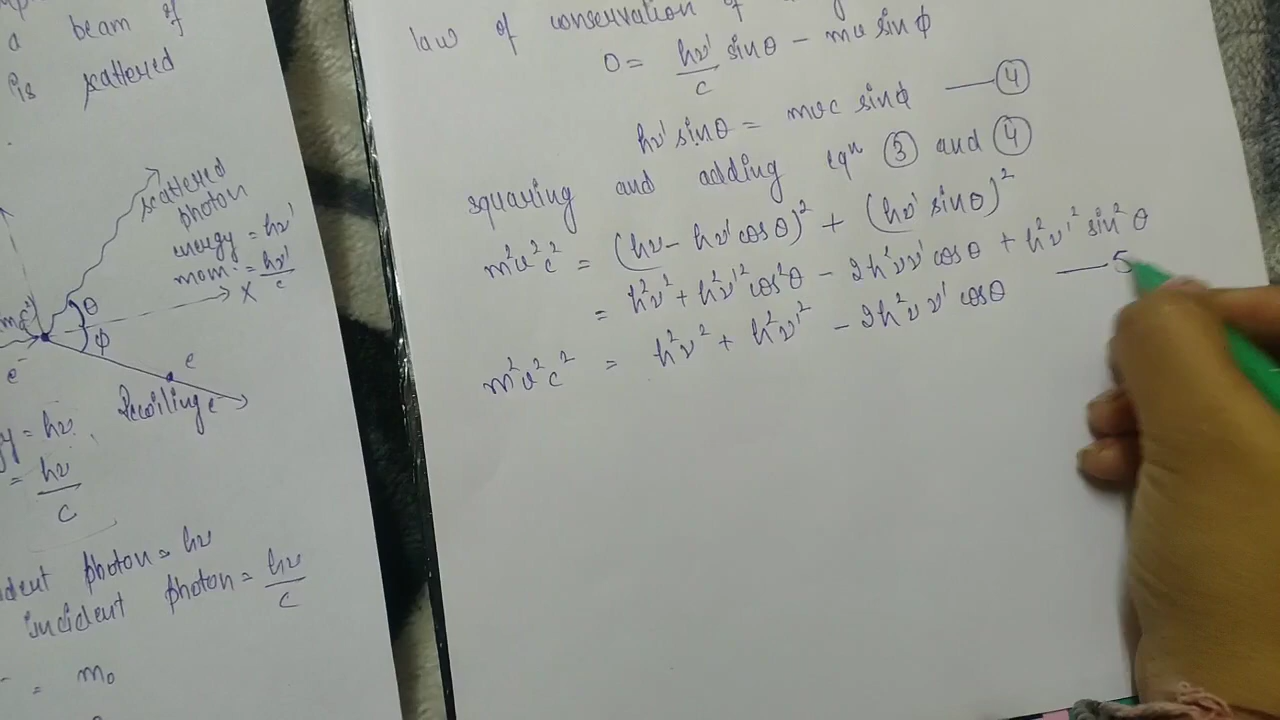 a beam of
is scattered
scattered
photon
energy = hν'
mom. = hν'/c
X
θ
ϕ
e
e⁻
Recoiling e
= hν
= hν/c
photon = hν
incident photon = hν/c
= m₀
law of conservation of
0 = hν'/c sinθ - mv sinϕ
hν' sinθ = mvc sinϕ —— ④
squaring and adding eqⁿ ③ and ④
m²v²c² = (hν - hν' cosθ)² + (hν' sinθ)²
= h²ν² + h²ν'² cos²θ - 2h²νν' cosθ + h²ν'² sin²θ
m²v²c² = h²ν² + h²ν'² - 2h²νν' cosθ —— 5